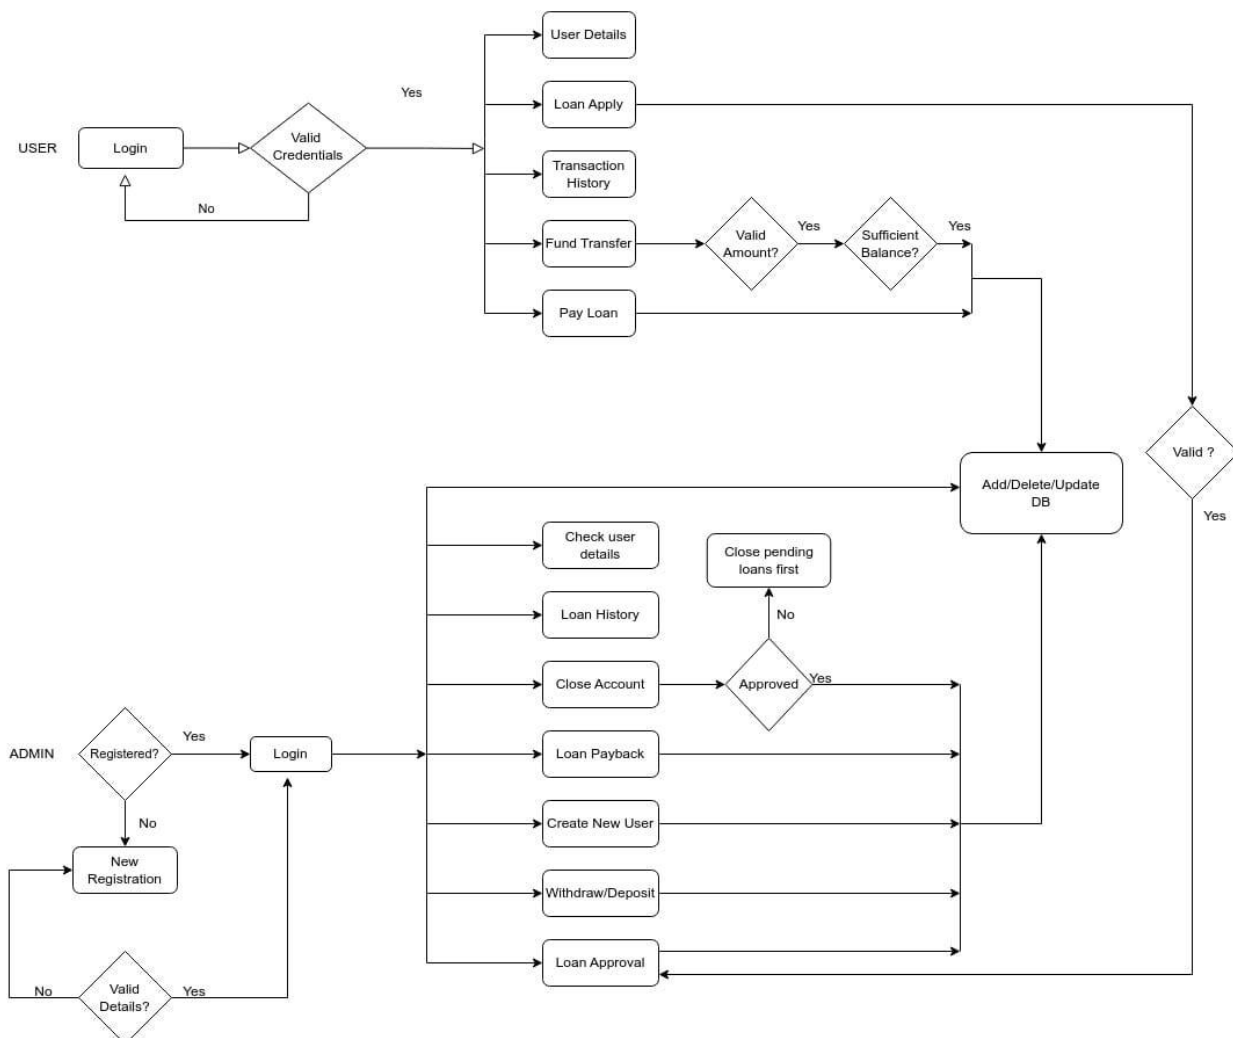 User Details
Yes
Loan Apply
USER
Login
Valid
Credentials
Transaction
History
No
Fund Transfer
Valid
Amount?
Yes
Sufficient
Balance?
Yes
Pay Loan
Valid ?
Yes
Add/Delete/Update
DB
Check user
details
Close pending
loans first
No
Loan History
Close Account
Approved
Yes
ADMIN
Registered?
Yes
Login
Loan Payback
No
Create New User
New
Registration
Withdraw/Deposit
Loan Approval
No
Valid
Details?
Yes